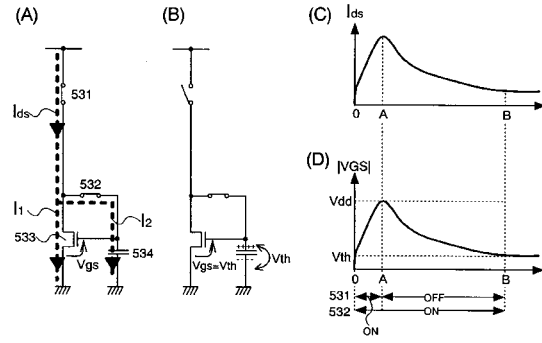 (A)
(B)
531
Ids
532
I1
I2
533
534
Vgs
Vgs=Vth
++++
Vth
(C)
Ids
0
A
B
(D)
|VGS|
Vdd
Vth
0
A
B
531
OFF
532
ON
ON